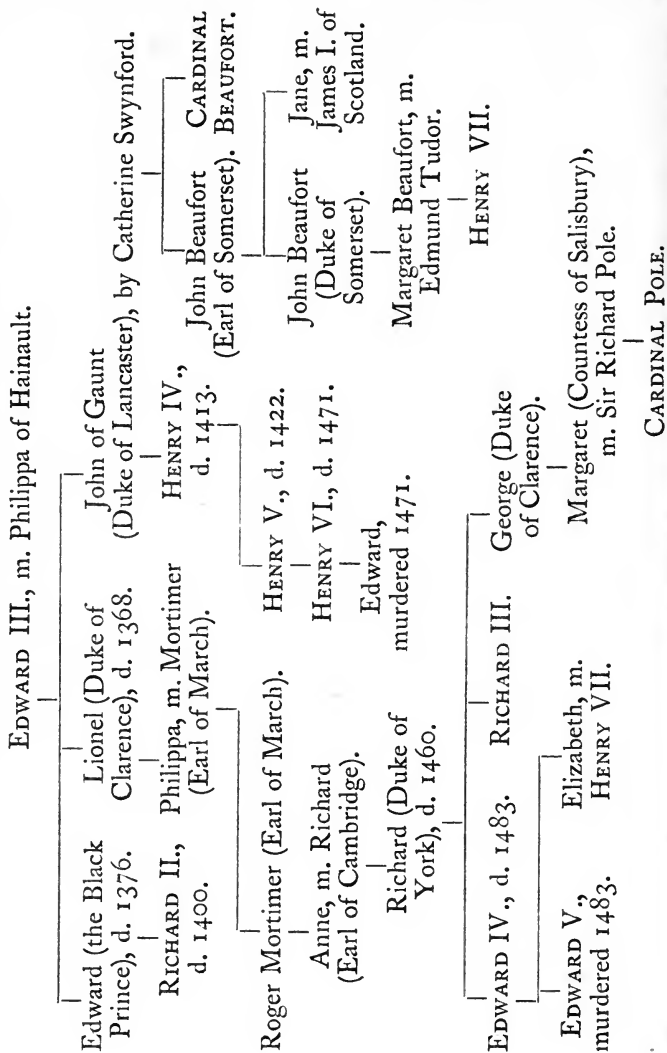 EDWARD III., m. Philippa of Hainault.
Edward (the Black
Prince), d. 1376.
RICHARD II.,
d. 1400.
Lionel (Duke of
Clarence), d. 1368.
Philippa, m. Mortimer
(Earl of March).
John of Gaunt
(Duke of Lancaster), by Catherine Swynford.
HENRY IV.,
d. 1413.
John Beaufort
(Earl of Somerset).
CARDINAL
BEAUFORT.
Roger Mortimer (Earl of March).
Anne, m. Richard
(Earl of Cambridge).
Richard (Duke of
York), d. 1460.
HENRY V., d. 1422.
HENRY VI., d. 1471.
Edward,
murdered 1471.
John Beaufort
(Duke of
Somerset).
Jane, m.
James I. of
Scotland.
Margaret Beaufort, m.
Edmund Tudor.
HENRY VII.
EDWARD IV., d. 1483.
RICHARD III.
George (Duke
of Clarence).
EDWARD V.,
murdered 1483.
Elizabeth, m.
HENRY VII.
Margaret (Countess of Salisbury),
m. Sir Richard Pole.
CARDINAL POLE.